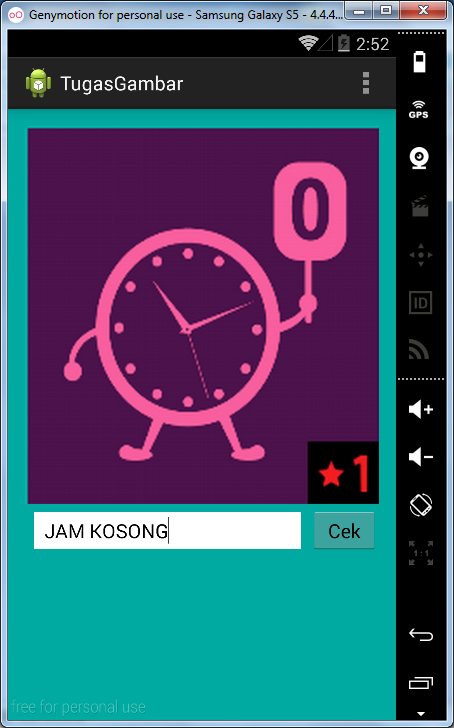 Genymotion for personal use - Samsung Galaxy S5 - 4.4.4...
2:52
TugasGambar
GPS
0
ID
1
JAM KOSONG
Cek
1:1
free for personal use